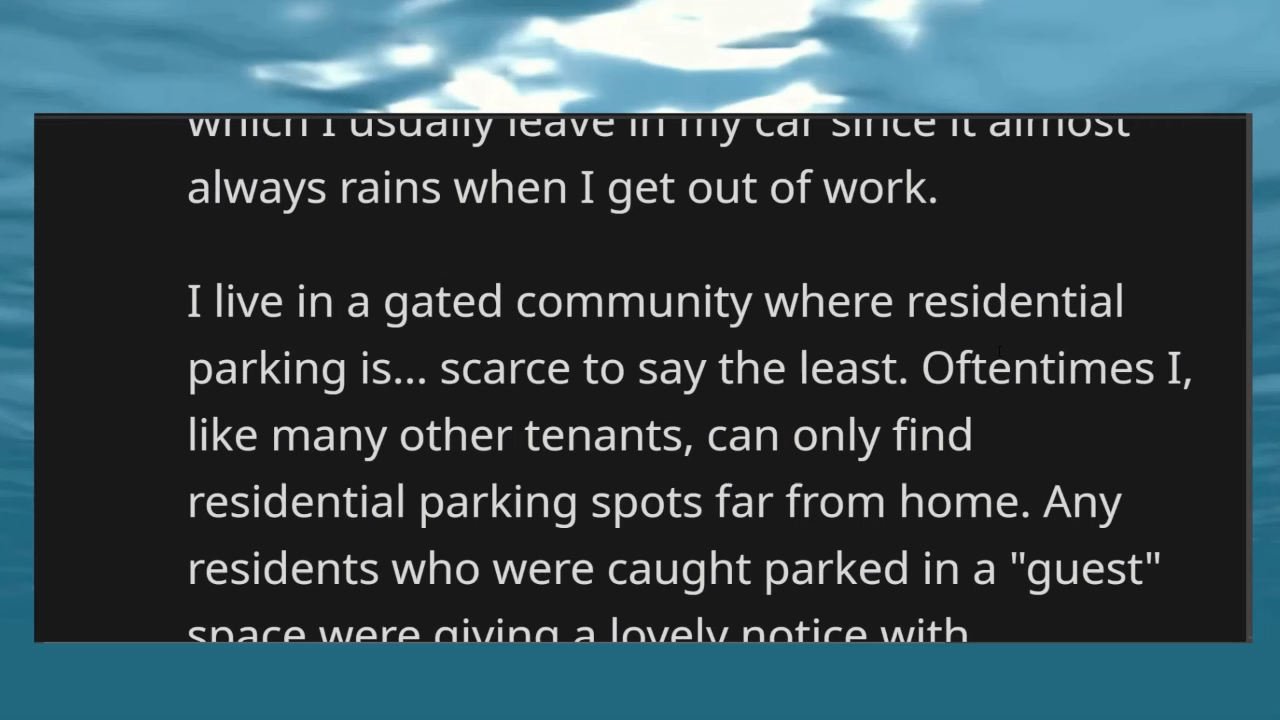 which I usually leave in my car since it almost
always rains when I get out of work.
I live in a gated community where residential
parking is... scarce to say the least. Oftentimes I,
like many other tenants, can only find
residential parking spots far from home. Any
residents who were caught parked in a "guest"
space were giving a lovely notice with